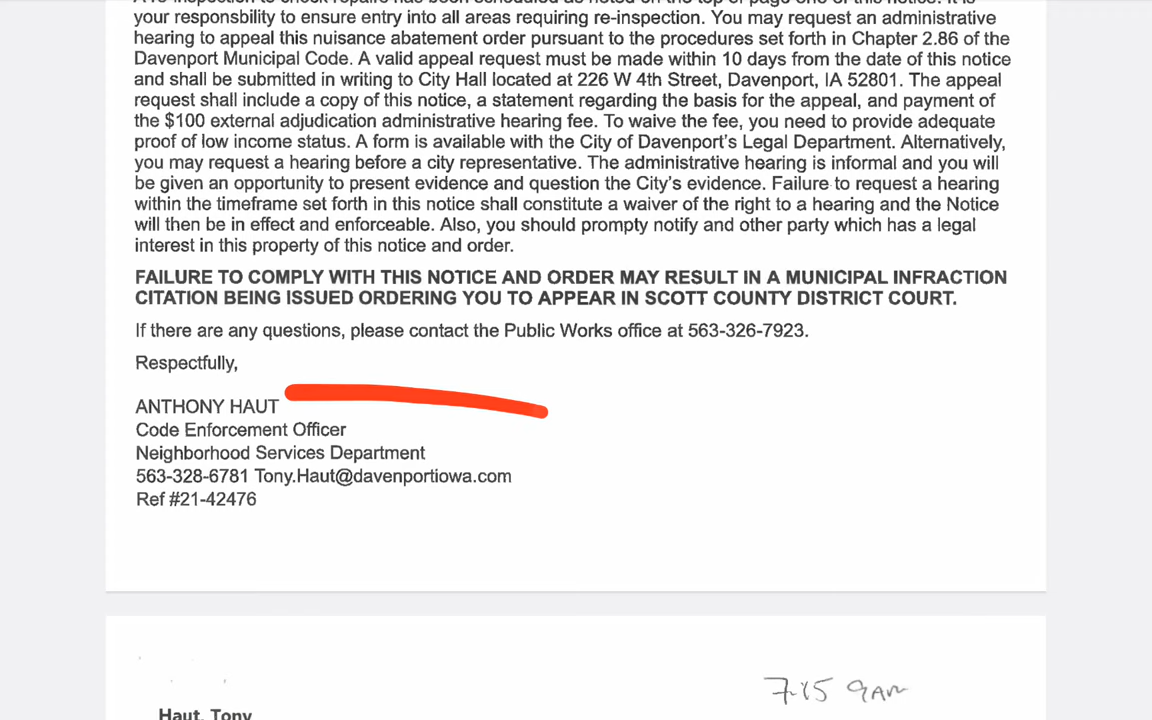 your responsbility to ensure entry into all areas requiring re-inspection. You may request an administrative
hearing to appeal this nuisance abatement order pursuant to the procedures set forth in Chapter 2.86 of the
Davenport Municipal Code. A valid appeal request must be made within 10 days from the date of this notice
and shall be submitted in writing to City Hall located at 226 W 4th Street, Davenport, IA 52801. The appeal
request shall include a copy of this notice, a statement regarding the basis for the appeal, and payment of
the $100 external adjudication administrative hearing fee. To waive the fee, you need to provide adequate
proof of low income status. A form is available with the City of Davenport's Legal Department. Alternatively,
you may request a hearing before a city representative. The administrative hearing is informal and you will
be given an opportunity to present evidence and question the City's evidence. Failure to request a hearing
within the timeframe set forth in this notice shall constitute a waiver of the right to a hearing and the Notice
will then be in effect and enforceable. Also, you should prompty notify and other party which has a legal
interest in this property of this notice and order.
FAILURE TO COMPLY WITH THIS NOTICE AND ORDER MAY RESULT IN A MUNICIPAL INFRACTION
CITATION BEING ISSUED ORDERING YOU TO APPEAR IN SCOTT COUNTY DISTRICT COURT.
If there are any questions, please contact the Public Works office at 563-326-7923.
Respectfully,
ANTHONY HAUT
Code Enforcement Officer
Neighborhood Services Department
563-328-6781 Tony.Haut@davenportiowa.com
Ref #21-42476
7-15 9AM
Haut, Tony